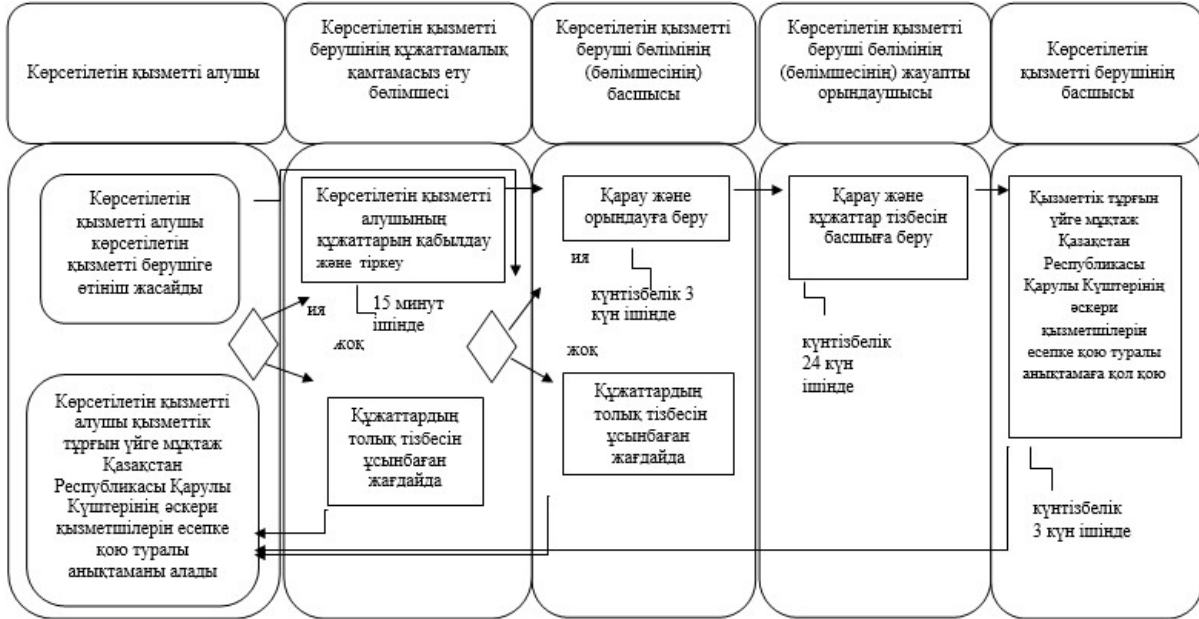 Көрсетілетін қызметті алушы
Көрсетілетін қызметті
берушінің құжаттамалық
қамтамасыз ету
бөлімшесі
Көрсетілетін қызметті
беруші бөлімінің
(бөлімшесінің)
басшысы
Көрсетілетін қызметті
беруші бөлімінің
(бөлімшесінің) жауапты
орындаушысы
Көрсетілетін
қызметті берушінің
басшысы
Көрсетілетін
қызметті алушы
көрсетілетін
қызметті берушіге
өтініш жасайды
Көрсетілетін қызметті
алушының
құжаттарын қабылдау
және тіркеу
Қарау және
орындауға беру
Қарау және
құжаттар тізбесін
басшыға беру
Қызметтік тұрғын
үйге мұқтаж
Қазақстан
Республикасы
Қарулы Күштерінің
әскери
қызметшілерін
есепке қою туралы
анықтамаға қол қою
ия
15 минут
ішінде
жоқ
ия
күнтізбелік 3
күн ішінде
жоқ
күнтізбелік
24 күн
ішінде
Көрсетілетін қызметті
алушы қызметтік
тұрғын үйге мұқтаж
Қазақстан
Республикасы Қарулы
Күштерінің әскери
қызметшілерін есепке
қою туралы
анықтаманы алады
Құжаттардың
толық тізбесін
ұсынбаған
жағдайда
Құжаттардың
толық тізбесін
ұсынбаған
жағдайда
күнтізбелік
3 күн ішінде